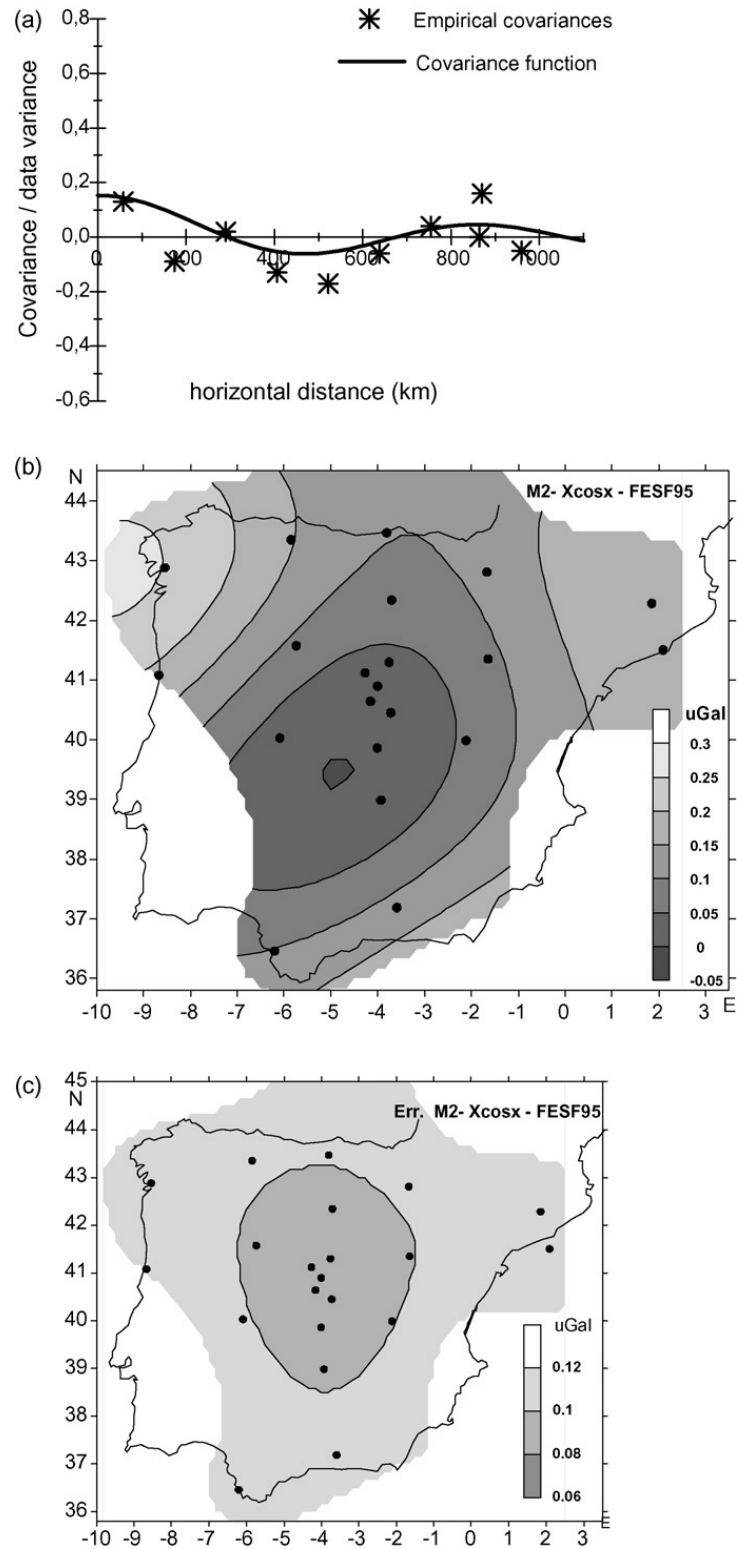 (a)
0,8
0,6
0,4
0,2
0,0
-0,2
-0,4
-0,6
Covariance / data variance
Empirical covariances
Covariance function
0 200 400 600 800 1000
horizontal distance (km)
(b)
N
M2- Xcosx - FESF95
44
43
42
41
40
39
38
37
36
uGal
0.3
0.25
0.2
0.15
0.1
0.05
0
-0.05
-10 -9 -8 -7 -6 -5 -4 -3 -2 -1 0 1 2 3 E
(c)
45
N
Err. M2- Xcosx - FESF95
44
43
42
41
40
39
38
37
36
uGal
0.12
0.1
0.08
0.06
-10 -9 -8 -7 -6 -5 -4 -3 -2 -1 0 1 2 3 E